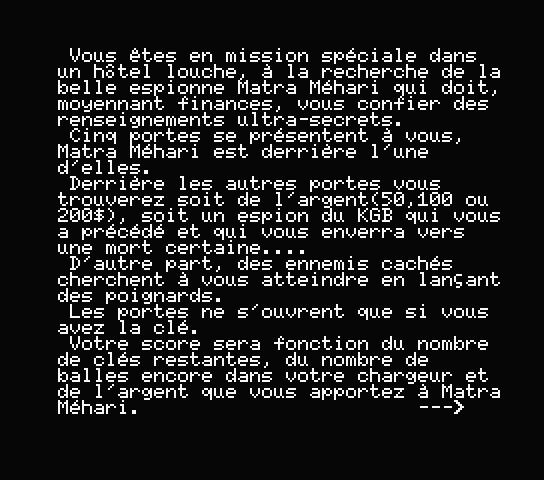 Vous êtes en mission spéciale dans
un hôtel louche, à la recherche de la
belle espionne Matra Méhari qui doit,
moyennant finances, vous confier des
renseignements ultra-secrets.
Cinq portes se présentent à vous,
Matra Méhari est derrière l'une
d'elles.
Derrière les autres portes vous
trouverez soit de l'argent(50,100 ou
200$), soit un espion du KGB qui vous
a précédé et qui vous enverra vers
une mort certaine....
D'autre part, des ennemis cachés
cherchent à vous atteindre en lançant
des poignards.
Les portes ne s'ouvrent que si vous
avez la clé.
Votre score sera fonction du nombre
de clés restantes, du nombre de
balles encore dans votre chargeur et
de l'argent que vous apportez à Matra
Méhari. --->